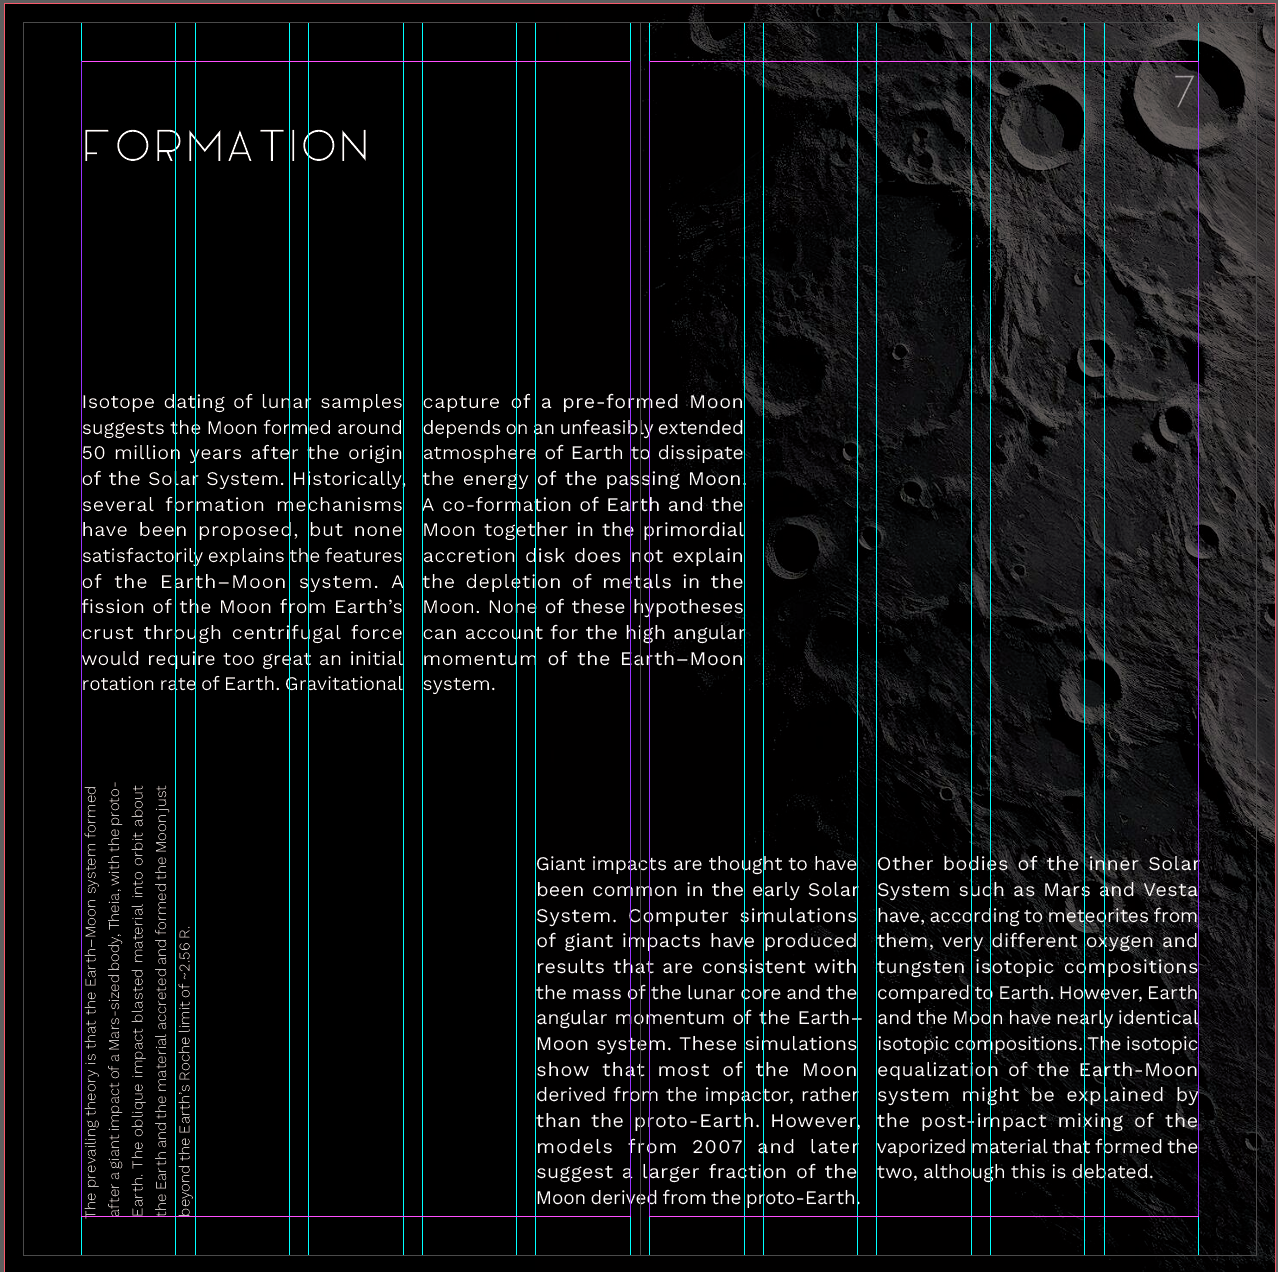 7
FORMATION
Isotope dating of lunar samples
suggests the Moon formed around
50 million years after the origin
of the Solar System. Historically,
several formation mechanisms
have been proposed, but none
satisfactorily explains the features
of the Earth–Moon system. A
fission of the Moon from Earth’s
crust through centrifugal force
would require too great an initial
rotation rate of Earth. Gravitational
capture of a pre-formed Moon
depends on an unfeasibly extended
atmosphere of Earth to dissipate
the energy of the passing Moon.
A co-formation of Earth and the
Moon together in the primordial
accretion disk does not explain
the depletion of metals in the
Moon. None of these hypotheses
can account for the high angular
momentum of the Earth–Moon
system.
The prevailing theory is that the Earth–Moon system formed
after a giant impact of a Mars-sized body, Theia, with the proto-
Earth. The oblique impact blasted material into orbit about
the Earth and the material accreted and formed the Moon just
beyond the Earth’s Roche limit of ~2.56 R.
Giant impacts are thought to have
been common in the early Solar
System. Computer simulations
of giant impacts have produced
results that are consistent with
the mass of the lunar core and the
angular momentum of the Earth–
Moon system. These simulations
show that most of the Moon
derived from the impactor, rather
than the proto-Earth. However,
models from 2007 and later
suggest a larger fraction of the
Moon derived from the proto-Earth.
Other bodies of the inner Solar
System such as Mars and Vesta
have, according to meteorites from
them, very different oxygen and
tungsten isotopic compositions
compared to Earth. However, Earth
and the Moon have nearly identical
isotopic compositions. The isotopic
equalization of the Earth-Moon
system might be explained by
the post-impact mixing of the
vaporized material that formed the
two, although this is debated.